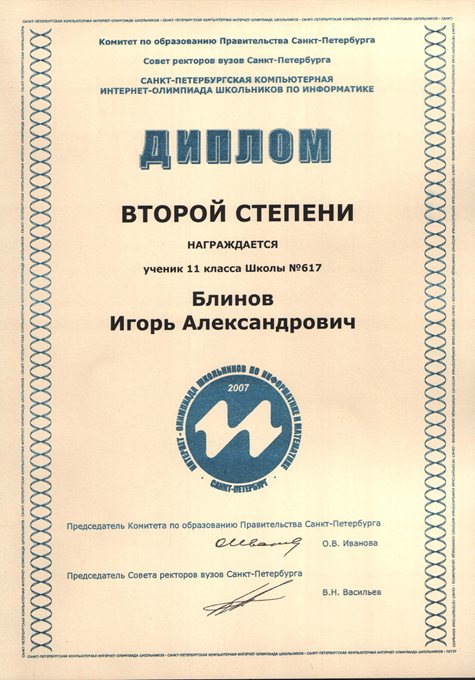 Комитет по образованию Правительства Санкт-Петербурга
Совет ректоров вузов Санкт-Петербурга
САНКТ-ПЕТЕРБУРГСКАЯ КОМПЬЮТЕРНАЯ
ИНТЕРНЕТ-ОЛИМПИАДА ШКОЛЬНИКОВ ПО ИНФОРМАТИКЕ
ДИПЛОМ
ВТОРОЙ СТЕПЕНИ
НАГРАЖДАЕТСЯ
ученик 11 класса Школы №617
Блинов
Игорь Александрович
ИНТЕРНЕТ-ОЛИМПИАДА ШКОЛЬНИКОВ ПО ИНФОРМАТИКЕ И МАТЕМАТИКЕ
2007
САНКТ-ПЕТЕРБУРГ
Председатель Комитета по образованию Правительства Санкт-Петербурга
О.В. Иванова
Председатель Совета ректоров вузов Санкт-Петербурга
В.Н. Васильев